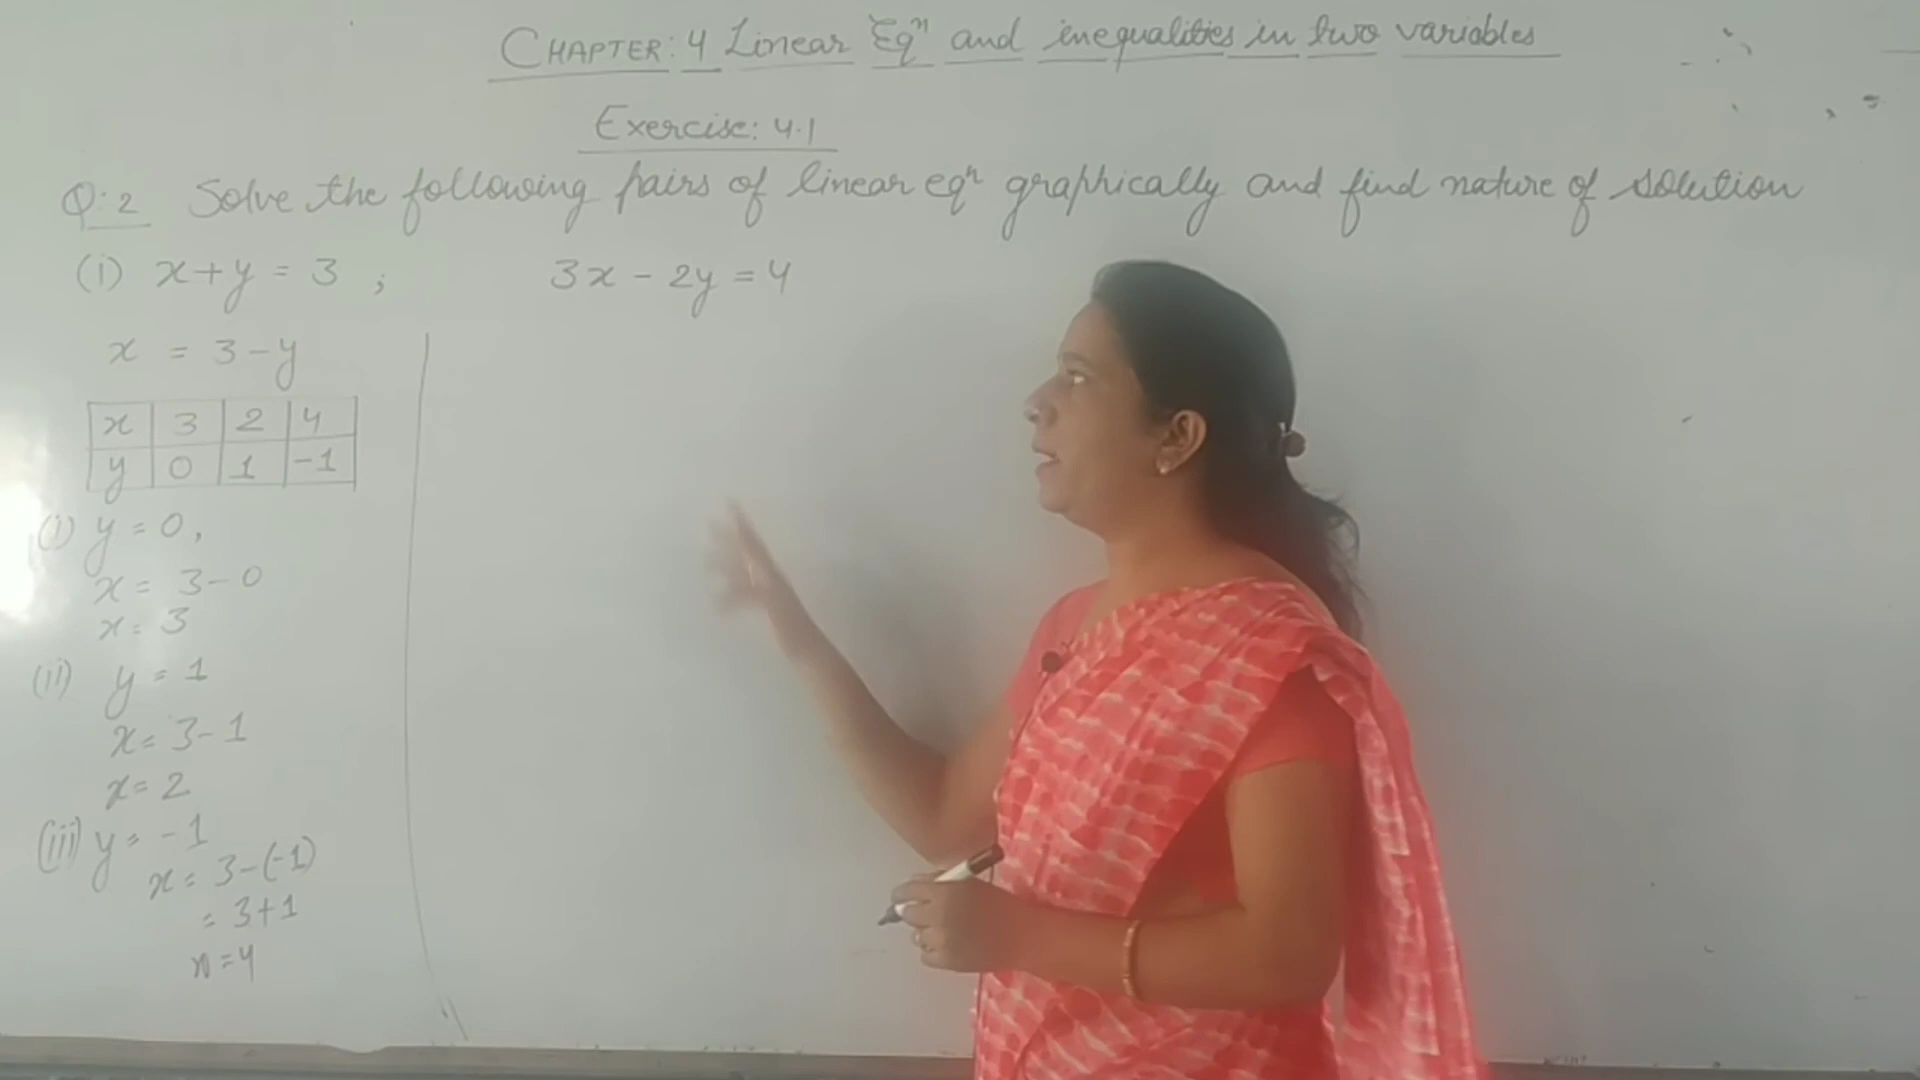 CHAPTER: 4 Linear Eqⁿ and inequalities in two variables
Exercise: 4.1
Q:2 Solve the following pairs of linear eqⁿ graphically and find nature of solution
(i) x+y = 3 ; 3x - 2y = 4
x = 3-y
x 3 2 4
y 0 1 -1
(i) y = 0,
x = 3-0
x = 3
(ii) y = 1
x = 3-1
x = 2
(iii) y = -1
x = 3-(-1)
= 3+1
x = 4